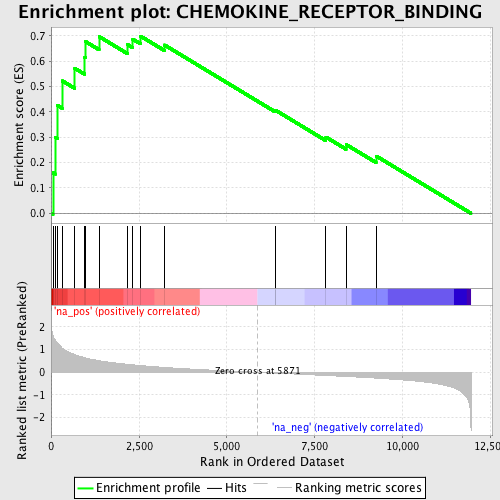 Enrichment plot: CHEMOKINE_RECEPTOR_BINDING
Enrichment score (ES)
0.7
0.6
0.5
0.4
0.3
0.2
0.1
0.0
'na_pos' (positively correlated)
Ranked list metric (PreRanked)
2
1
0
-1
-2
Zero cross at 5871
'na_neg' (negatively correlated)
0
2,500
5,000
7,500
10,000
12,500
Rank in Ordered Dataset
Enrichment profile
Hits
Ranking metric scores